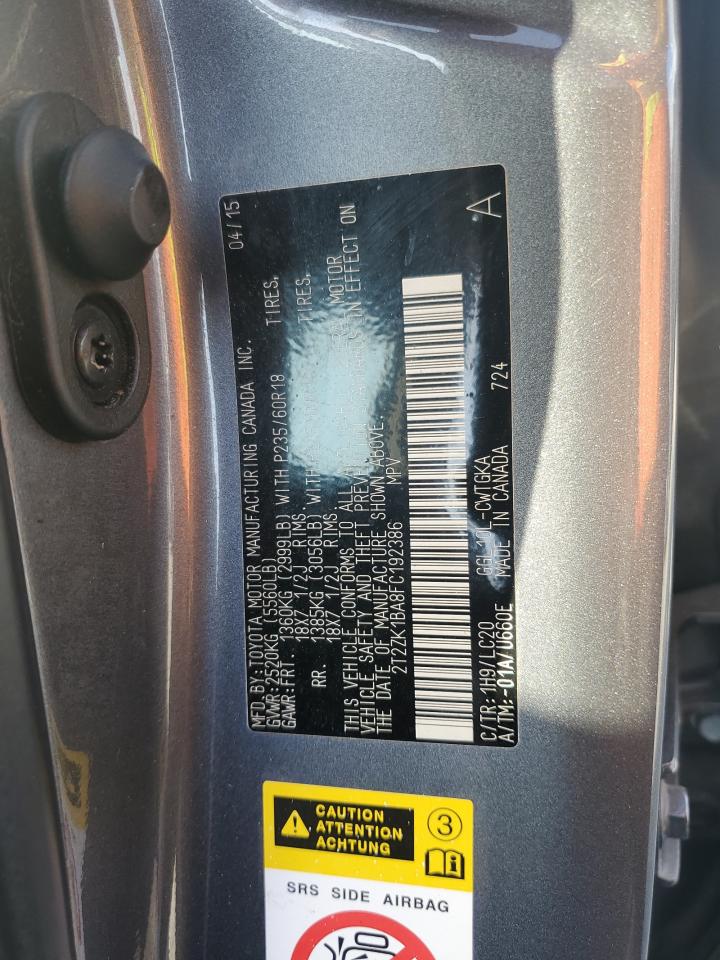 MFD.BY:TOYOTA MOTOR MANUFACTURING CANADA INC. 04/15
GVWR:2520KG (5560LB)
GAWR:FRT. 1360KG (2999LB) WITH P235/60R18 TIRES,
18X7 1/2J RIMS.
RR. 1385KG (3056LB) WITH TIRES,
18X7 1/2J RIMS.
THIS VEHICLE CONFORMS TO ALL MOTOR
VEHICLE SAFETY AND THEFT PREVENTION IN EFFECT ON
THE DATE OF MANUFACTURE SHOWN ABOVE.
2T2ZK1BA8FC192386 MPV
A
C/TR:1H9/LC20 GGL10L-CWTGKA
A/TM:-01A/U660E MADE IN CANADA 724
CAUTION
ATTENTION
ACHTUNG
3
SRS SIDE AIRBAG